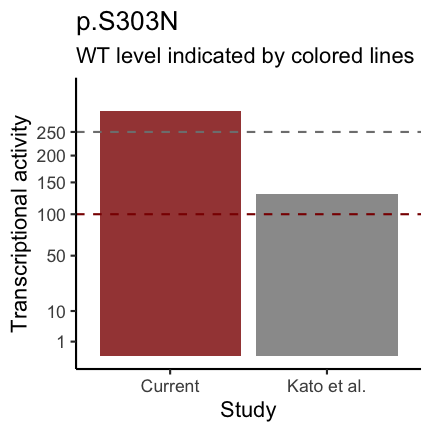 p.S303N
WT level indicated by colored lines
Transcriptional activity
250
200
150
100
50
10
1
Current
Kato et al.
Study